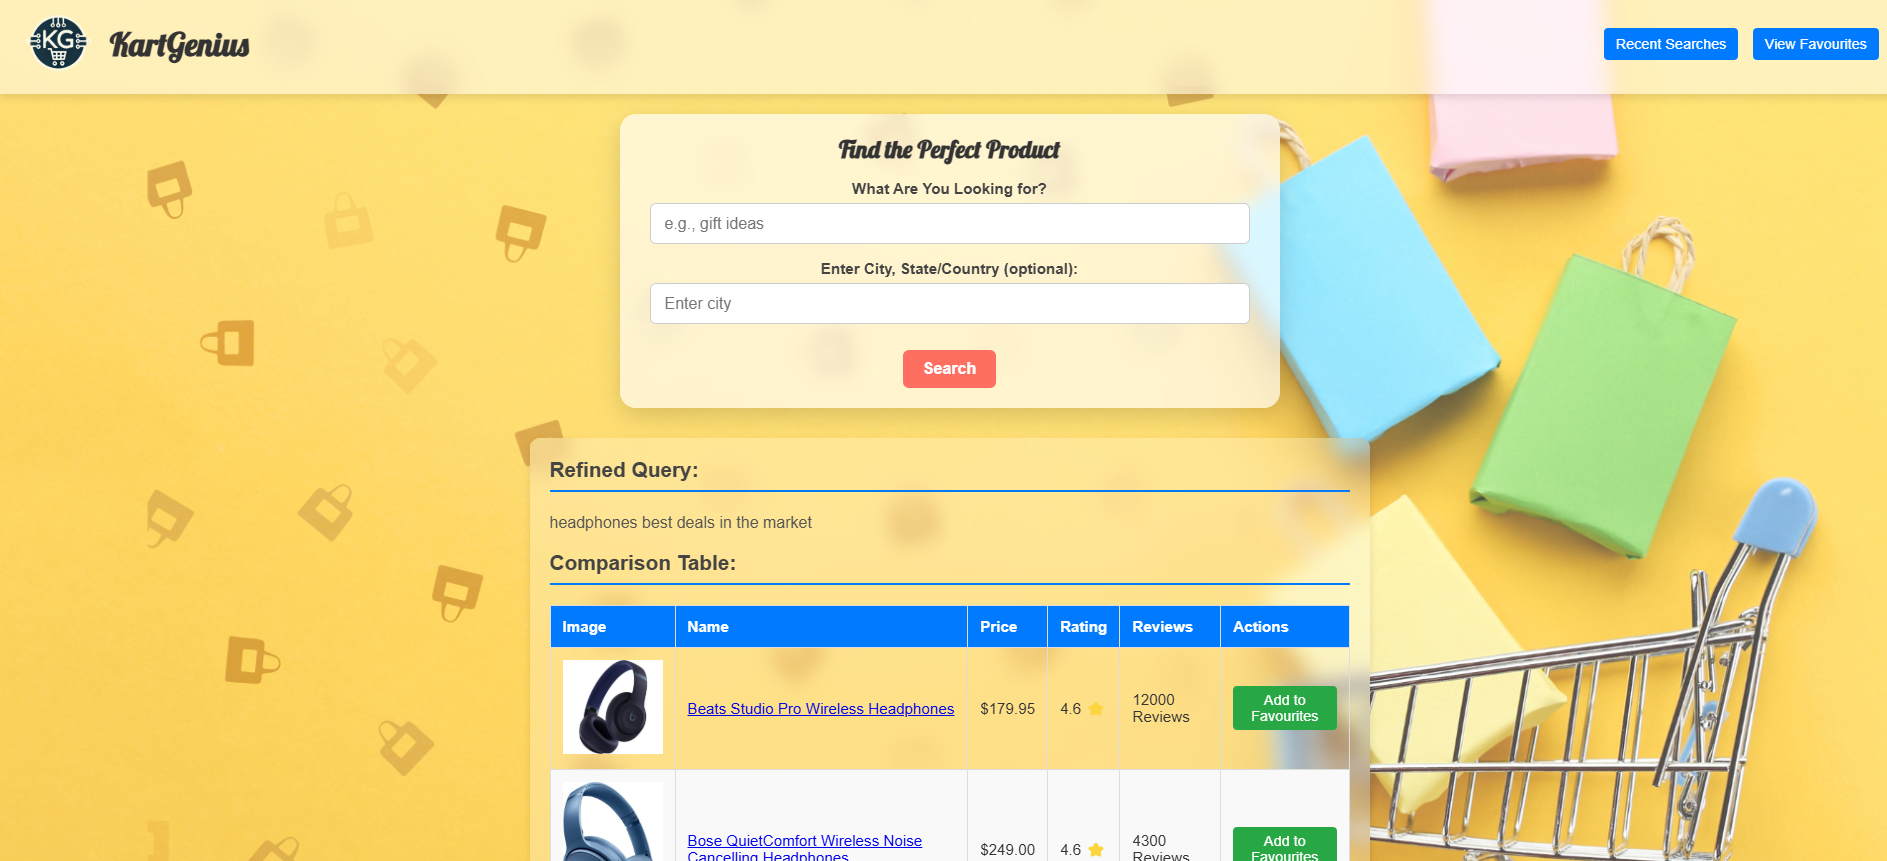 KG
KartGenius
Recent Searches
View Favourites
Find the Perfect Product
What Are You Looking for?
e.g., gift ideas
Enter City, State/Country (optional):
Enter city
Search
Refined Query:
headphones best deals in the market
Comparison Table:
Image Name Price Rating Reviews Actions
Beats Studio Pro Wireless Headphones
$179.95
4.6
12000
Reviews
Add to
Favourites
Bose QuietComfort Wireless Noise
Cancelling Headphones
$249.00
4.6
4300
Reviews
Add to
Favourites